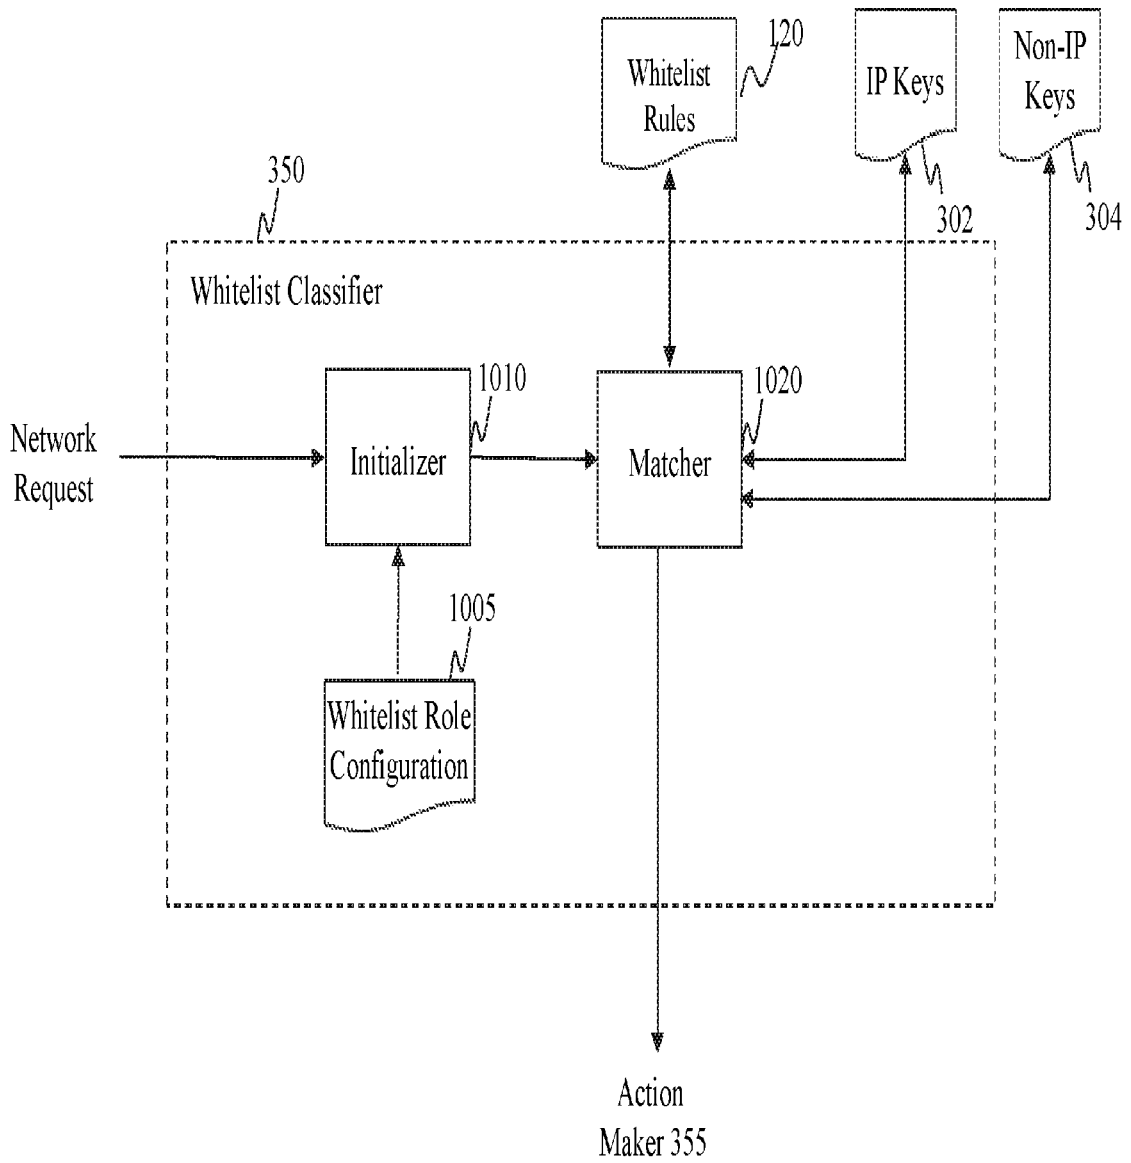 120
Whitelist
Rules
IP Keys
Non-IP
Keys
350
302
304
Whitelist Classifier
1010
1020
Network
Request
Initializer
Matcher
1005
Whitelist Role
Configuration
Action
Maker 355